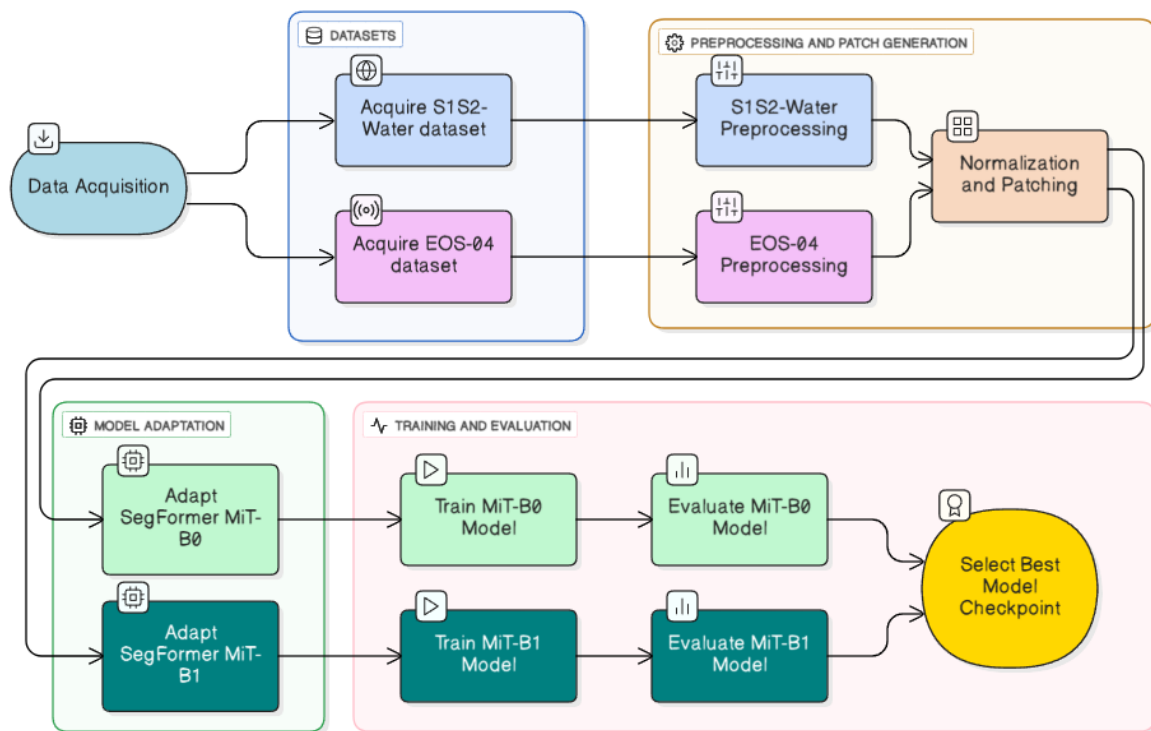 DATASETS
PREPROCESSING AND PATCH GENERATION
Acquire S1S2-
Water dataset
S1S2-Water
Preprocessing
Data Acquisition
Normalization
and Patching
Acquire EOS-04
dataset
EOS-04
Preprocessing
MODEL ADAPTATION
TRAINING AND EVALUATION
Adapt
SegFormer MiT-
B0
Train MiT-B0
Model
Evaluate MiT-B0
Model
Select Best
Model
Checkpoint
Adapt
SegFormer MiT-
B1
Train MiT-B1
Model
Evaluate MiT-B1
Model